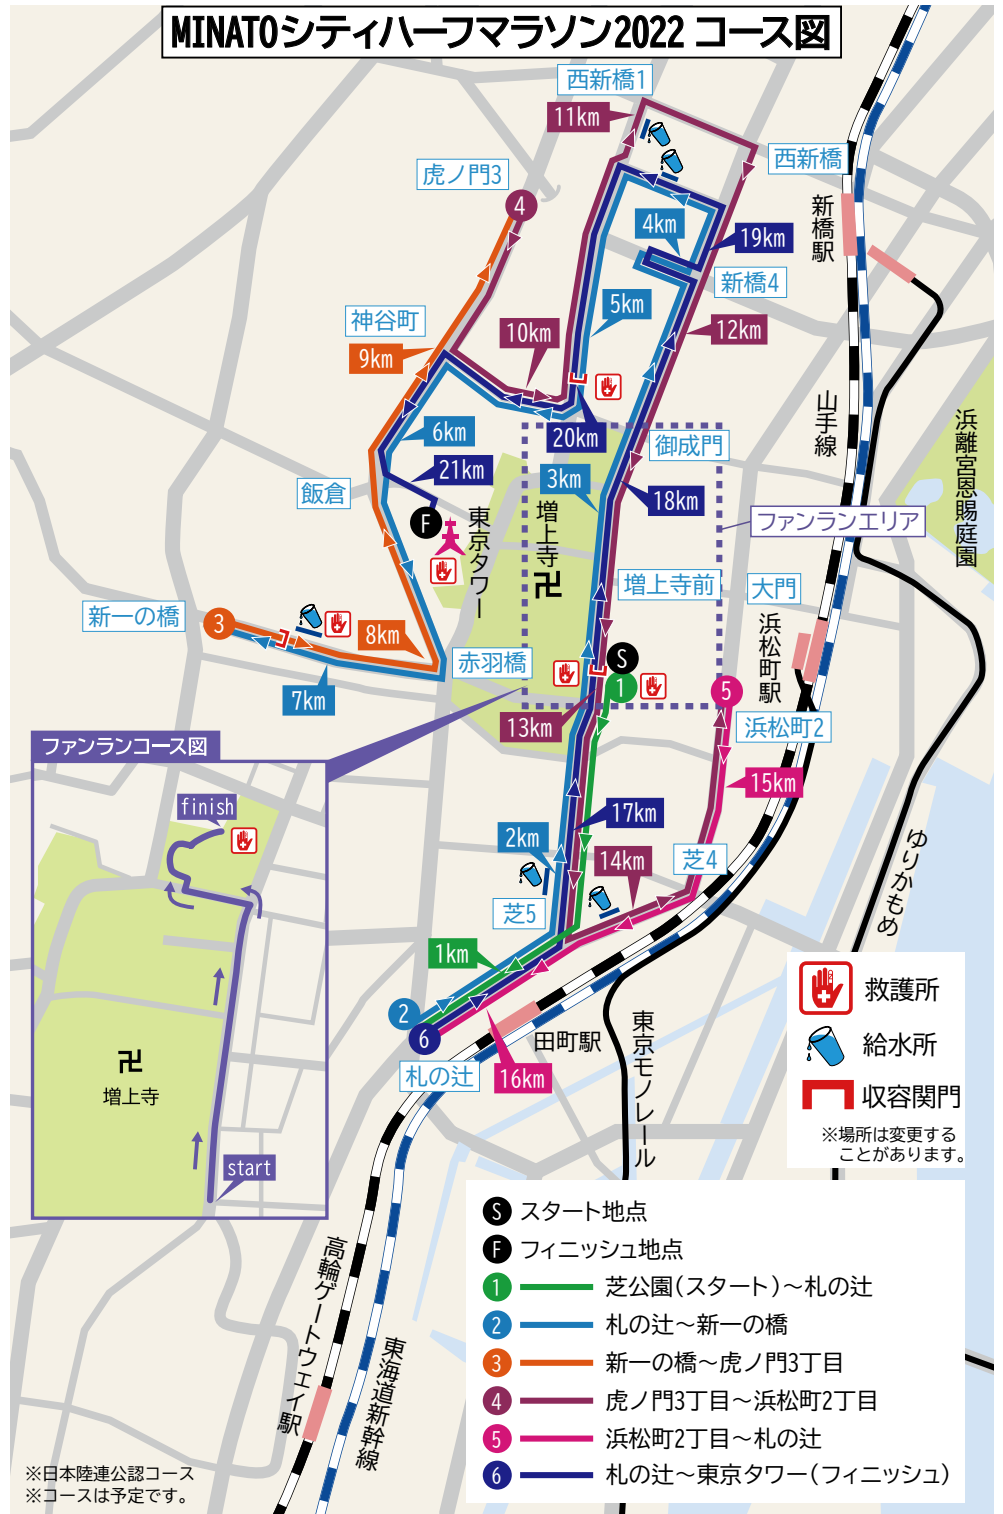 MINATOシティハーフマラソン2022 コース図
西新橋1
11km
西新橋
虎ノ門3
4
新橋駅
4km
19km
新橋4
5km
神谷町
10km
12km
9km
山手線
6km
20km
御成門
浜離宮恩賜庭園
21km
3km
18km
飯倉
F
東京タワー
増上寺
卍
ファンランエリア
増上寺前
大門
新一の橋
3
8km
浜松町駅
赤羽橋
S
1
5
7km
13km
浜松町2
ファンランコース図
15km
finish
17km
2km
14km
芝4
ゆりかもめ
芝5
1km
2
6
田町駅
東京モノレール
札の辻
16km
卍
増上寺
start
救護所
給水所
収容関門
※場所は変更する
ことがあります。
高輪ゲートウェイ駅
東海道新幹線
S スタート地点
F フィニッシュ地点
1 芝公園(スタート)〜札の辻
2 札の辻〜新一の橋
3 新一の橋〜虎ノ門3丁目
4 虎ノ門3丁目〜浜松町2丁目
5 浜松町2丁目〜札の辻
6 札の辻〜東京タワー(フィニッシュ)
※日本陸連公認コース
※コースは予定です。